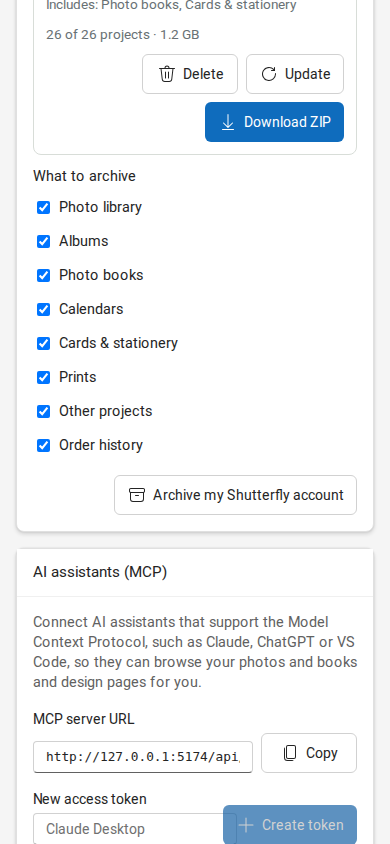 Includes: Photo books, Cards & stationery
26 of 26 projects · 1.2 GB
Delete
Update
Download ZIP
What to archive
Photo library
Albums
Photo books
Calendars
Cards & stationery
Prints
Other projects
Order history
Archive my Shutterfly account
AI assistants (MCP)
Connect AI assistants that support the Model
Context Protocol, such as Claude, ChatGPT or VS
Code, so they can browse your photos and books
and design pages for you.
MCP server URL
http://127.0.0.1:5174/api
Copy
New access token
Claude Desktop
Create token